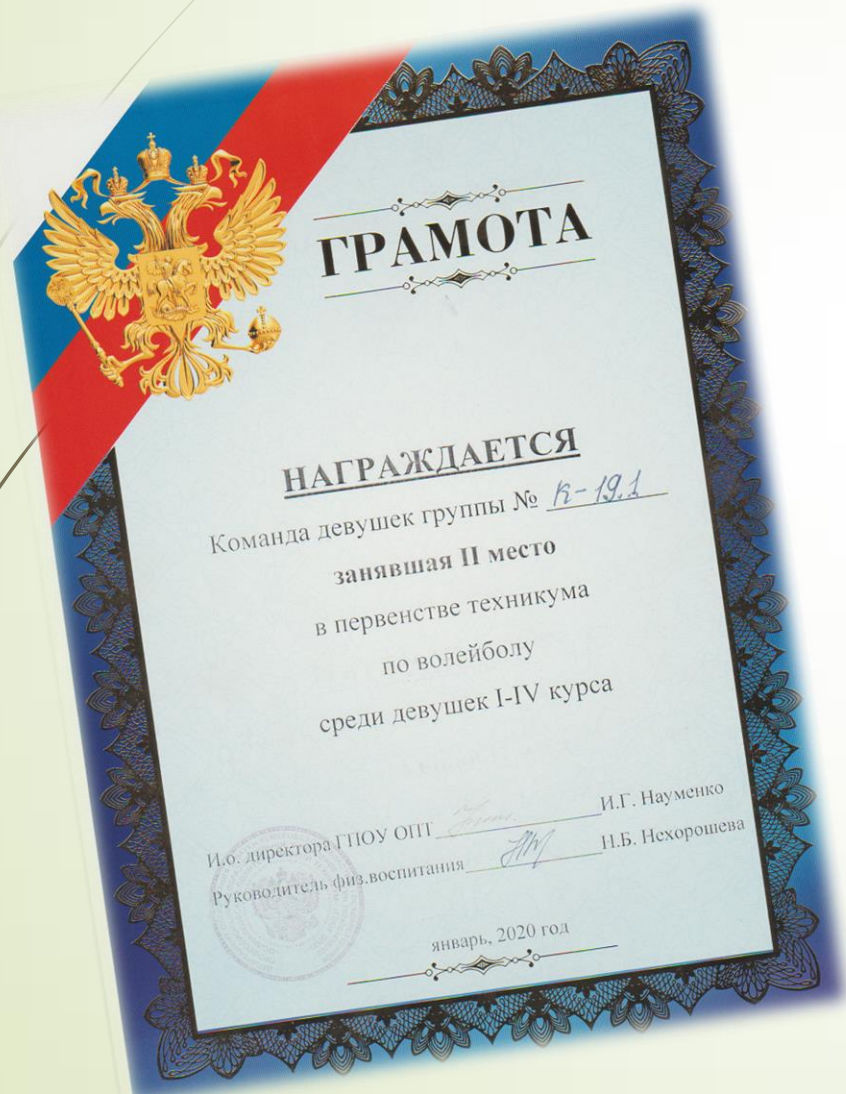 ГРАМОТА
НАГРАЖДАЕТСЯ
Команда девушек группы № К-19.1
занявшая II место
в первенстве техникума
по волейболу
среди девушек I-IV курса
И.о. директора ГПОУ ОПТ И.Г. Науменко
Руководитель физ.воспитания Н.Б. Нехорошева
январь, 2020 год